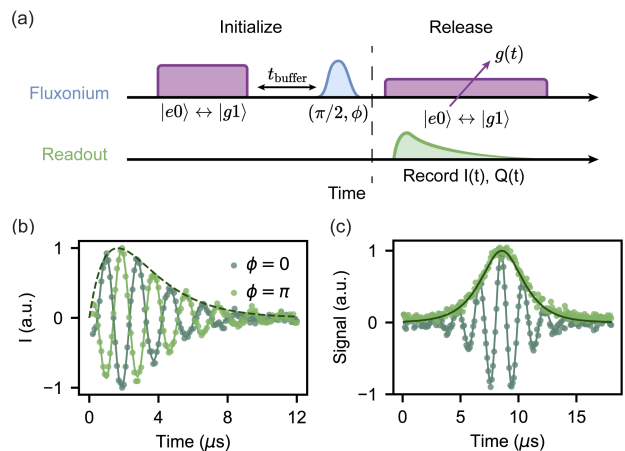 (a)
Initialize
Release
Fluxonium
t_buffer
g(t)
|e0⟩ ↔ |g1⟩
(π/2, ϕ)
|e0⟩ ↔ |g1⟩
Readout
Time
Record I(t), Q(t)
(b)
1
0
−1
I (a.u.)
ϕ = 0
ϕ = π
0
4
8
12
Time (μs)
(c)
1
0
−1
Signal (a.u.)
0
5
10
15
Time (μs)